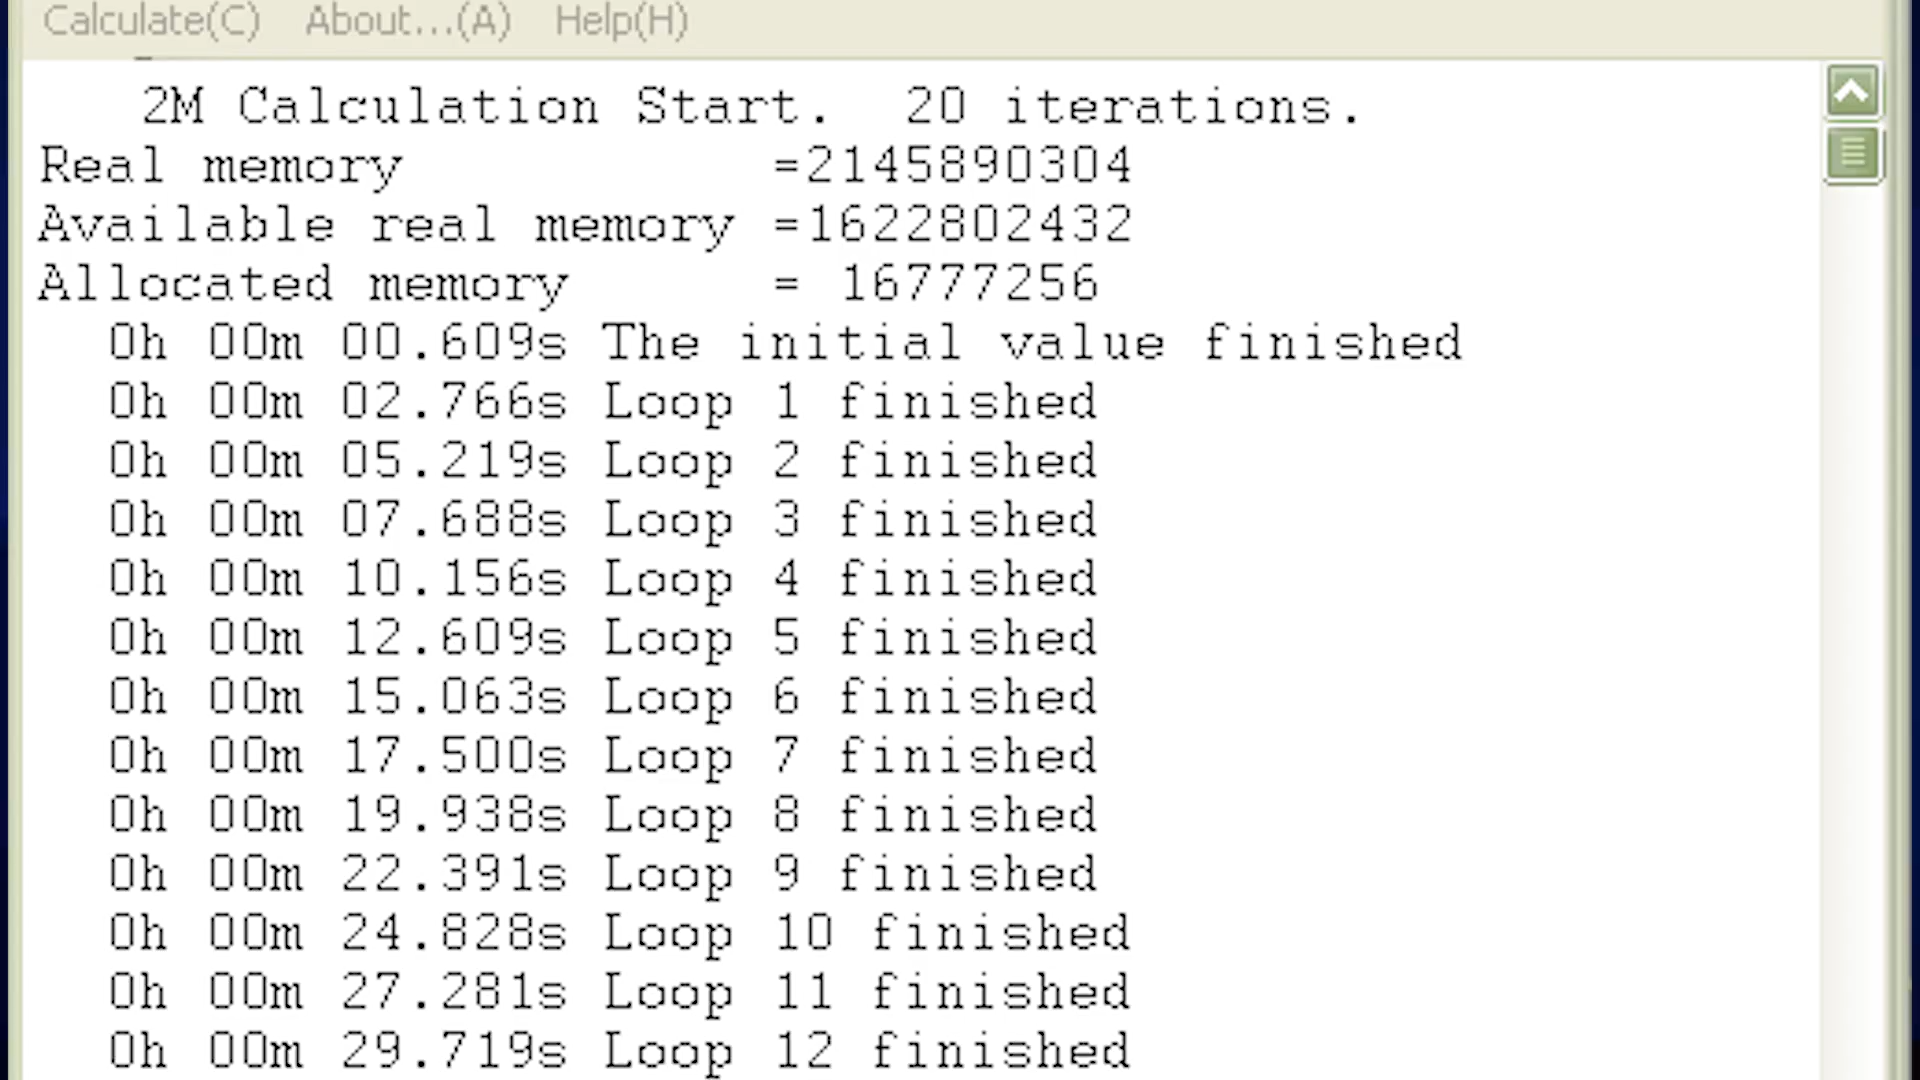 Calculate(C) About...(A) Help(H)
2M Calculation Start. 20 iterations.
Real memory =2145890304
Available real memory =1622802432
Allocated memory = 16777256
0h 00m 00.609s The initial value finished
0h 00m 02.766s Loop 1 finished
0h 00m 05.219s Loop 2 finished
0h 00m 07.688s Loop 3 finished
0h 00m 10.156s Loop 4 finished
0h 00m 12.609s Loop 5 finished
0h 00m 15.063s Loop 6 finished
0h 00m 17.500s Loop 7 finished
0h 00m 19.938s Loop 8 finished
0h 00m 22.391s Loop 9 finished
0h 00m 24.828s Loop 10 finished
0h 00m 27.281s Loop 11 finished
0h 00m 29.719s Loop 12 finished